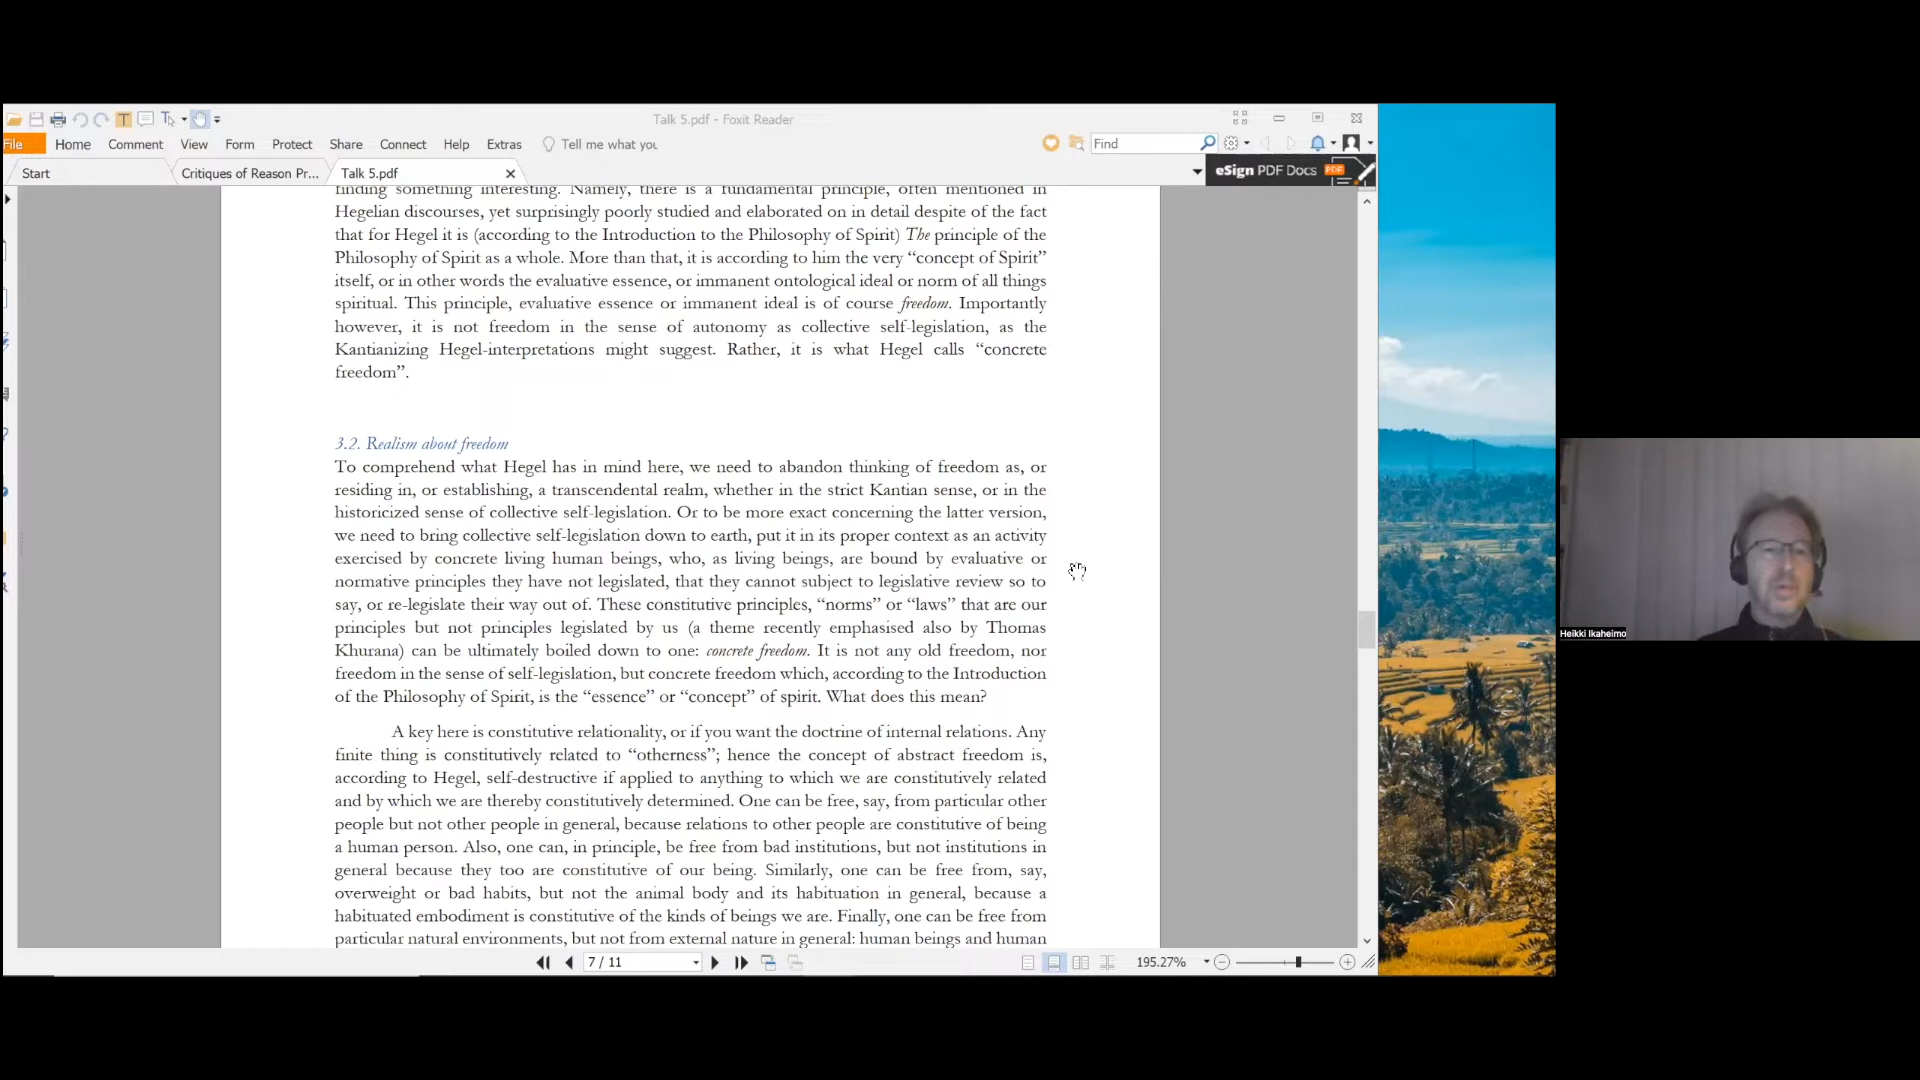 Talk 5.pdf - Foxit Reader
File Home Comment View Form Protect Share Connect Help Extras Tell me what you Find
Start Critiques of Reason Pr... Talk 5.pdf eSign PDF Docs PDF
finding something interesting. Namely, there is a fundamental principle, often mentioned in
Hegelian discourses, yet surprisingly poorly studied and elaborated on in detail despite of the fact
that for Hegel it is (according to the Introduction to the Philosophy of Spirit) The principle of the
Philosophy of Spirit as a whole. More than that, it is according to him the very “concept of Spirit”
itself, or in other words the evaluative essence, or immanent ontological ideal or norm of all things
spiritual. This principle, evaluative essence or immanent ideal is of course freedom. Importantly
however, it is not freedom in the sense of autonomy as collective self-legislation, as the
Kantianizing Hegel-interpretations might suggest. Rather, it is what Hegel calls “concrete
freedom”.
3.2. Realism about freedom
To comprehend what Hegel has in mind here, we need to abandon thinking of freedom as, or
residing in, or establishing, a transcendental realm, whether in the strict Kantian sense, or in the
historicized sense of collective self-legislation. Or to be more exact concerning the latter version,
we need to bring collective self-legislation down to earth, put it in its proper context as an activity
exercised by concrete living human beings, who, as living beings, are bound by evaluative or
normative principles they have not legislated, that they cannot subject to legislative review so to
say, or re-legislate their way out of. These constitutive principles, “norms” or “laws” that are our
principles but not principles legislated by us (a theme recently emphasised also by Thomas
Khurana) can be ultimately boiled down to one: concrete freedom. It is not any old freedom, nor
freedom in the sense of self-legislation, but concrete freedom which, according to the Introduction
of the Philosophy of Spirit, is the “essence” or “concept” of spirit. What does this mean?
A key here is constitutive relationality, or if you want the doctrine of internal relations. Any
finite thing is constitutively related to “otherness”; hence the concept of abstract freedom is,
according to Hegel, self-destructive if applied to anything to which we are constitutively related
and by which we are thereby constitutively determined. One can be free, say, from particular other
people but not other people in general, because relations to other people are constitutive of being
a human person. Also, one can, in principle, be free from bad institutions, but not institutions in
general because they too are constitutive of our being. Similarly, one can be free from, say,
overweight or bad habits, but not the animal body and its habituation in general, because a
habituated embodiment is constitutive of the kinds of beings we are. Finally, one can be free from
particular natural environments, but not from external nature in general: human beings and human
7 / 11 195.27%
Heikki Ikaheimo